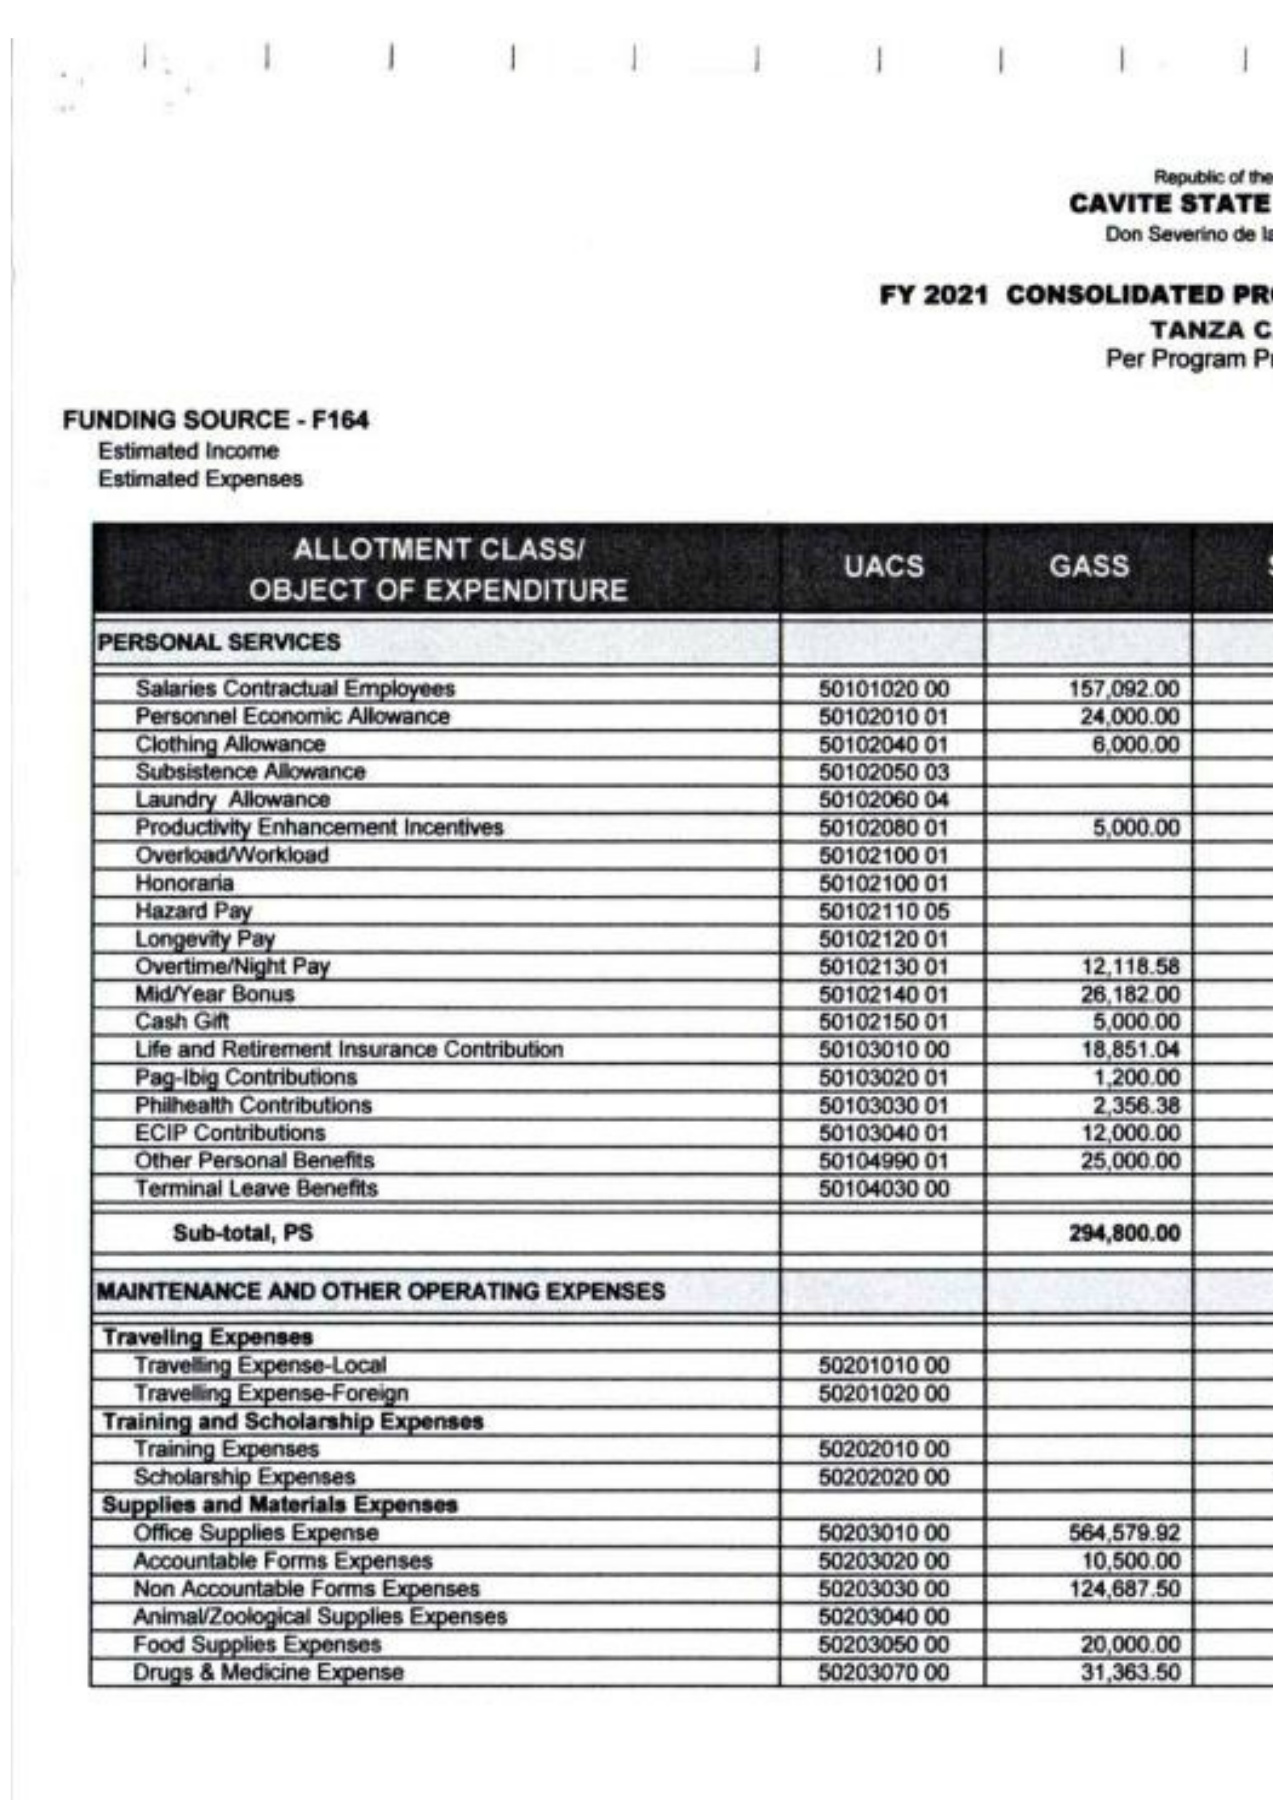 Republic of the
CAVITE STATE
Don Severino de la
FY 2021 CONSOLIDATED PRO
TANZA CA
Per Program Pr
FUNDING SOURCE - F164
Estimated Income
Estimated Expenses
ALLOTMENT CLASS/
OBJECT OF EXPENDITURE UACS GASS S
PERSONAL SERVICES
Salaries Contractual Employees 50101020 00 157,092.00
Personnel Economic Allowance 50102010 01 24,000.00
Clothing Allowance 50102040 01 6,000.00
Subsistence Allowance 50102050 03
Laundry Allowance 50102060 04
Productivity Enhancement Incentives 50102080 01 5,000.00
Overload/Workload 50102100 01
Honoraria 50102100 01
Hazard Pay 50102110 05
Longevity Pay 50102120 01
Overtime/Night Pay 50102130 01 12,118.58
Mid/Year Bonus 50102140 01 26,182.00
Cash Gift 50102150 01 5,000.00
Life and Retirement Insurance Contribution 50103010 00 18,851.04
Pag-Ibig Contributions 50103020 01 1,200.00
Philhealth Contributions 50103030 01 2,356.38
ECIP Contributions 50103040 01 12,000.00
Other Personal Benefits 50104990 01 25,000.00
Terminal Leave Benefits 50104030 00
Sub-total, PS 294,800.00
MAINTENANCE AND OTHER OPERATING EXPENSES
Traveling Expenses
Travelling Expense-Local 50201010 00
Travelling Expense-Foreign 50201020 00
Training and Scholarship Expenses
Training Expenses 50202010 00
Scholarship Expenses 50202020 00
Supplies and Materials Expenses
Office Supplies Expense 50203010 00 564,579.92
Accountable Forms Expenses 50203020 00 10,500.00
Non Accountable Forms Expenses 50203030 00 124,687.50
Animal/Zoological Supplies Expenses 50203040 00
Food Supplies Expenses 50203050 00 20,000.00
Drugs & Medicine Expense 50203070 00 31,363.50